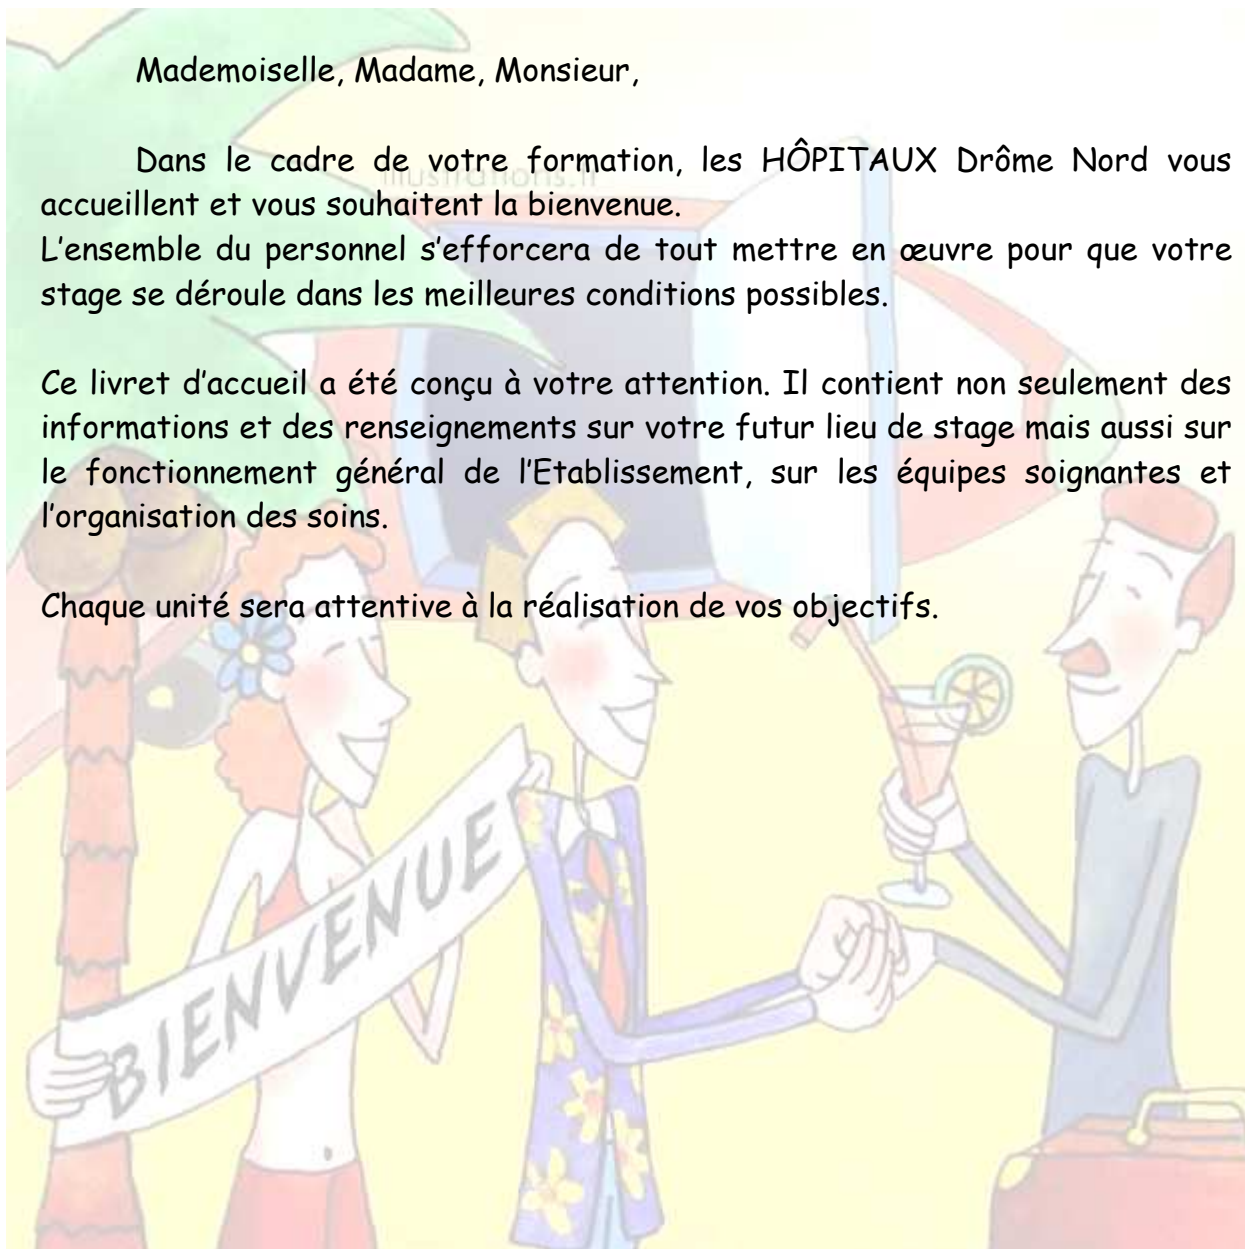 Mademoiselle, Madame, Monsieur,
Dans le cadre de votre formation, les HÔPITAUX Drôme Nord vous
accueillent et vous souhaitent la bienvenue.
L'ensemble du personnel s'efforcera de tout mettre en œuvre pour que votre
stage se déroule dans les meilleures conditions possibles.
Ce livret d'accueil a été conçu à votre attention. Il contient non seulement des
informations et des renseignements sur votre futur lieu de stage mais aussi sur
le fonctionnement général de l'Etablissement, sur les équipes soignantes et
l'organisation des soins.
Chaque unité sera attentive à la réalisation de vos objectifs.
BIENVENUE